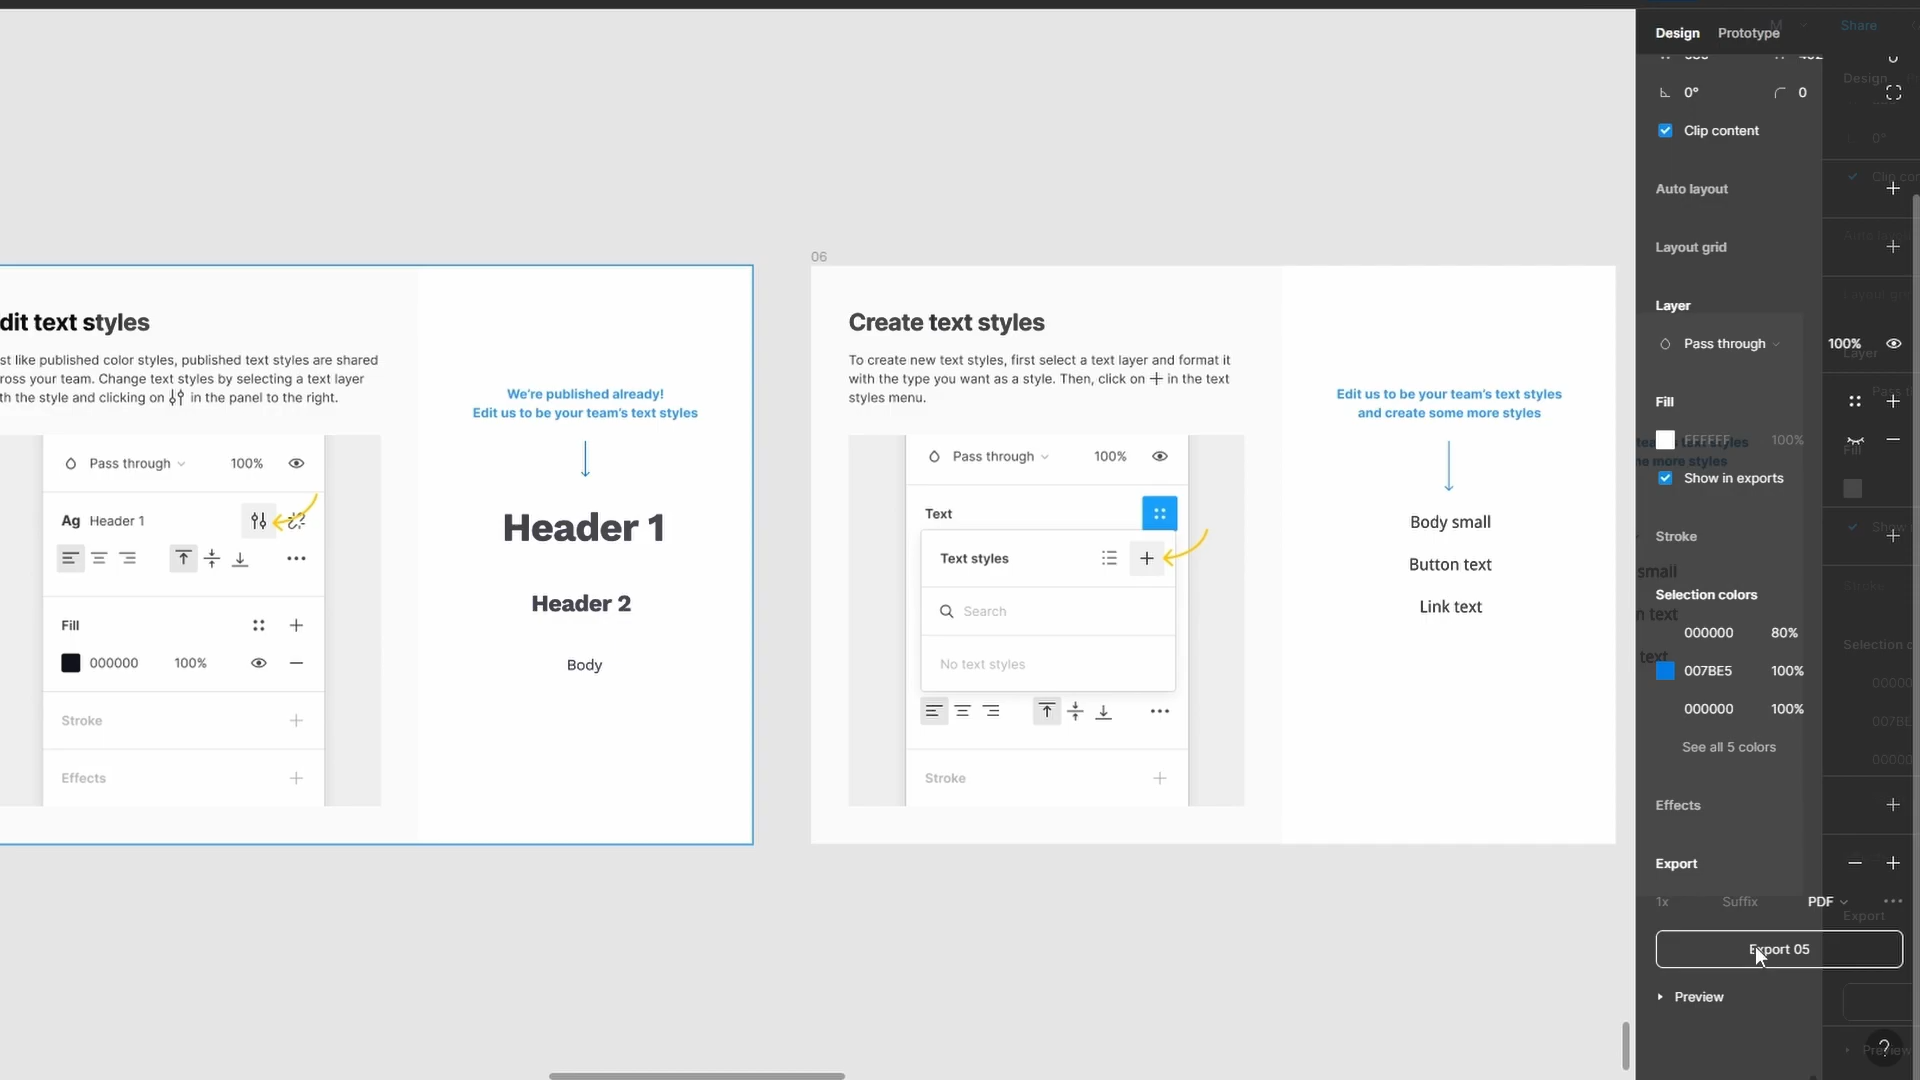 Design Prototype
M
Share
0°
0
Clip content
Auto layout
Layout grid
Layer
Pass through
100%
Fill
FFFFFF
100%
Show in exports
Stroke
Selection colors
000000
80%
007BE5
100%
000000
100%
See all 5 colors
Effects
Export
1x
Suffix
PDF
Export 05
Preview
?
dit text styles
st like published color styles, published text styles are shared
ross your team. Change text styles by selecting a text layer
th the style and clicking on in the panel to the right.
Pass through
100%
Ag Header 1
Fill
000000
100%
Stroke
Effects
We're published already!
Edit us to be your team's text styles
Header 1
Header 2
Body
06
Create text styles
To create new text styles, first select a text layer and format it
with the type you want as a style. Then, click on + in the text
styles menu.
Pass through
100%
Text
Text styles
Search
No text styles
Stroke
Edit us to be your team's text styles
and create some more styles
Body small
Button text
Link text